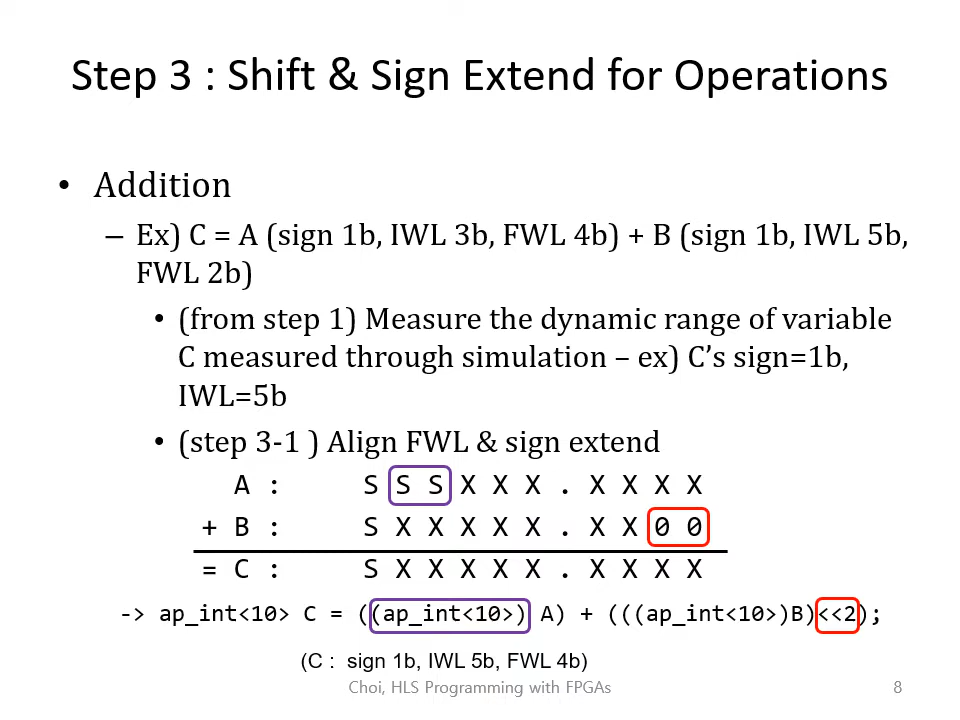 Step 3 : Shift & Sign Extend for Operations
• Addition
– Ex) C = A (sign 1b, IWL 3b, FWL 4b) + B (sign 1b, IWL 5b,
FWL 2b)
• (from step 1) Measure the dynamic range of variable
C measured through simulation – ex) C’s sign=1b,
IWL=5b
• (step 3-1 ) Align FWL & sign extend
A : S S S X X X . X X X X
+ B : S X X X X X . X X 0 0
= C : S X X X X X . X X X X
-> ap_int<10> C = ((ap_int<10>) A) + (((ap_int<10>)B)<<2);
(C : sign 1b, IWL 5b, FWL 4b)
Choi, HLS Programming with FPGAs
8